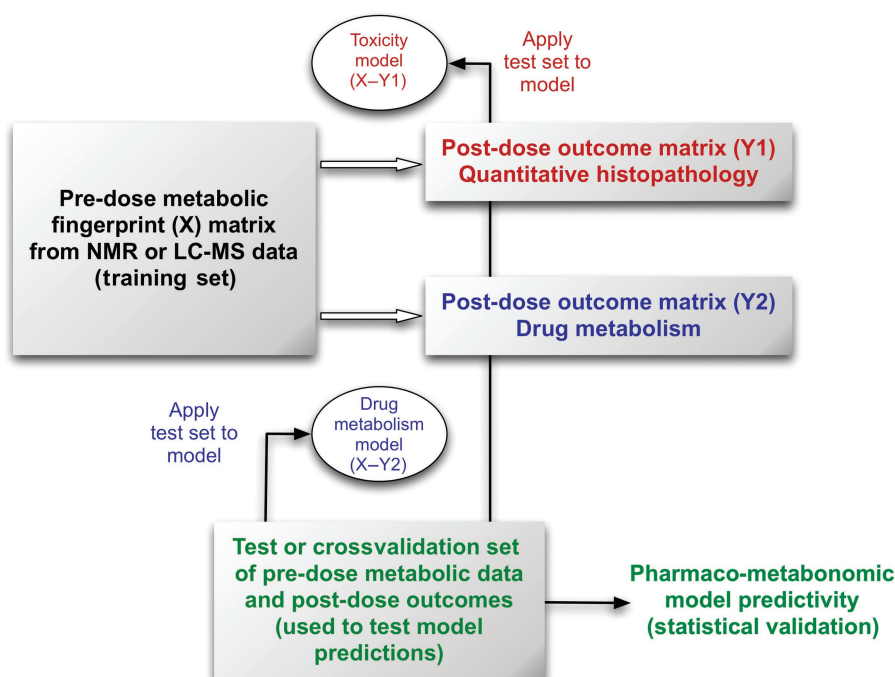 Toxicity
model
(X–Y1)
Apply
test set to
model
Pre-dose metabolic
fingerprint (X) matrix
from NMR or LC-MS data
(training set)
Post-dose outcome matrix (Y1)
Quantitative histopathology
Post-dose outcome matrix (Y2)
Drug metabolism
Apply
test set to
model
Drug
metabolism
model
(X–Y2)
Test or crossvalidation set
of pre-dose metabolic data
and post-dose outcomes
(used to test model
predictions)
Pharmaco-metabonomic
model predictivity
(statistical validation)